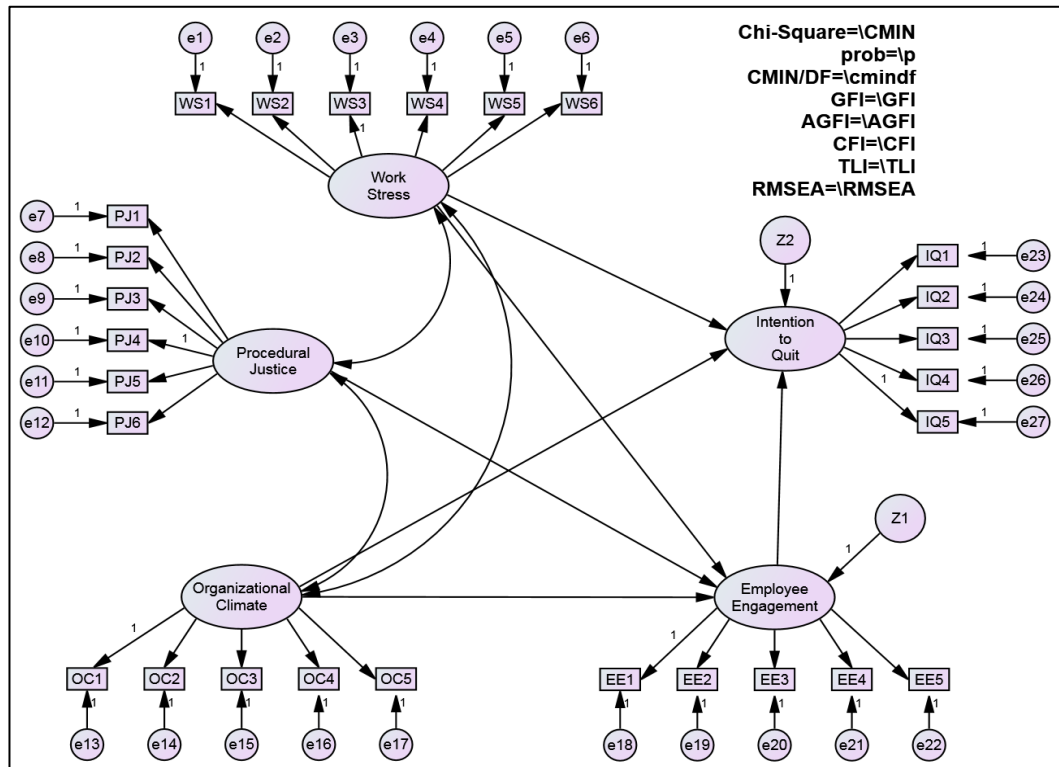 e1
e2
e3
e4
e5
e6
1
1
1
1
1
1
WS1
WS2
WS3
WS4
WS5
WS6
1
Work
Stress
Chi-Square=\CMIN
prob=\p
CMIN/DF=\cmindf
GFI=\GFI
AGFI=\AGFI
CFI=\CFI
TLI=\TLI
RMSEA=\RMSEA
e7
1
PJ1
e8
1
PJ2
e9
1
PJ3
e10
1
PJ4
1
e11
1
PJ5
e12
1
PJ6
Procedural
Justice
Z2
1
Intention
to
Quit
IQ1
1
e23
IQ2
1
e24
IQ3
1
e25
IQ4
1
e26
1
IQ5
1
e27
Z1
1
Organizational
Climate
Employee
Engagement
1
OC1
OC2
OC3
OC4
OC5
1
1
1
1
1
e13
e14
e15
e16
e17
1
EE1
EE2
EE3
EE4
EE5
1
1
1
1
1
e18
e19
e20
e21
e22